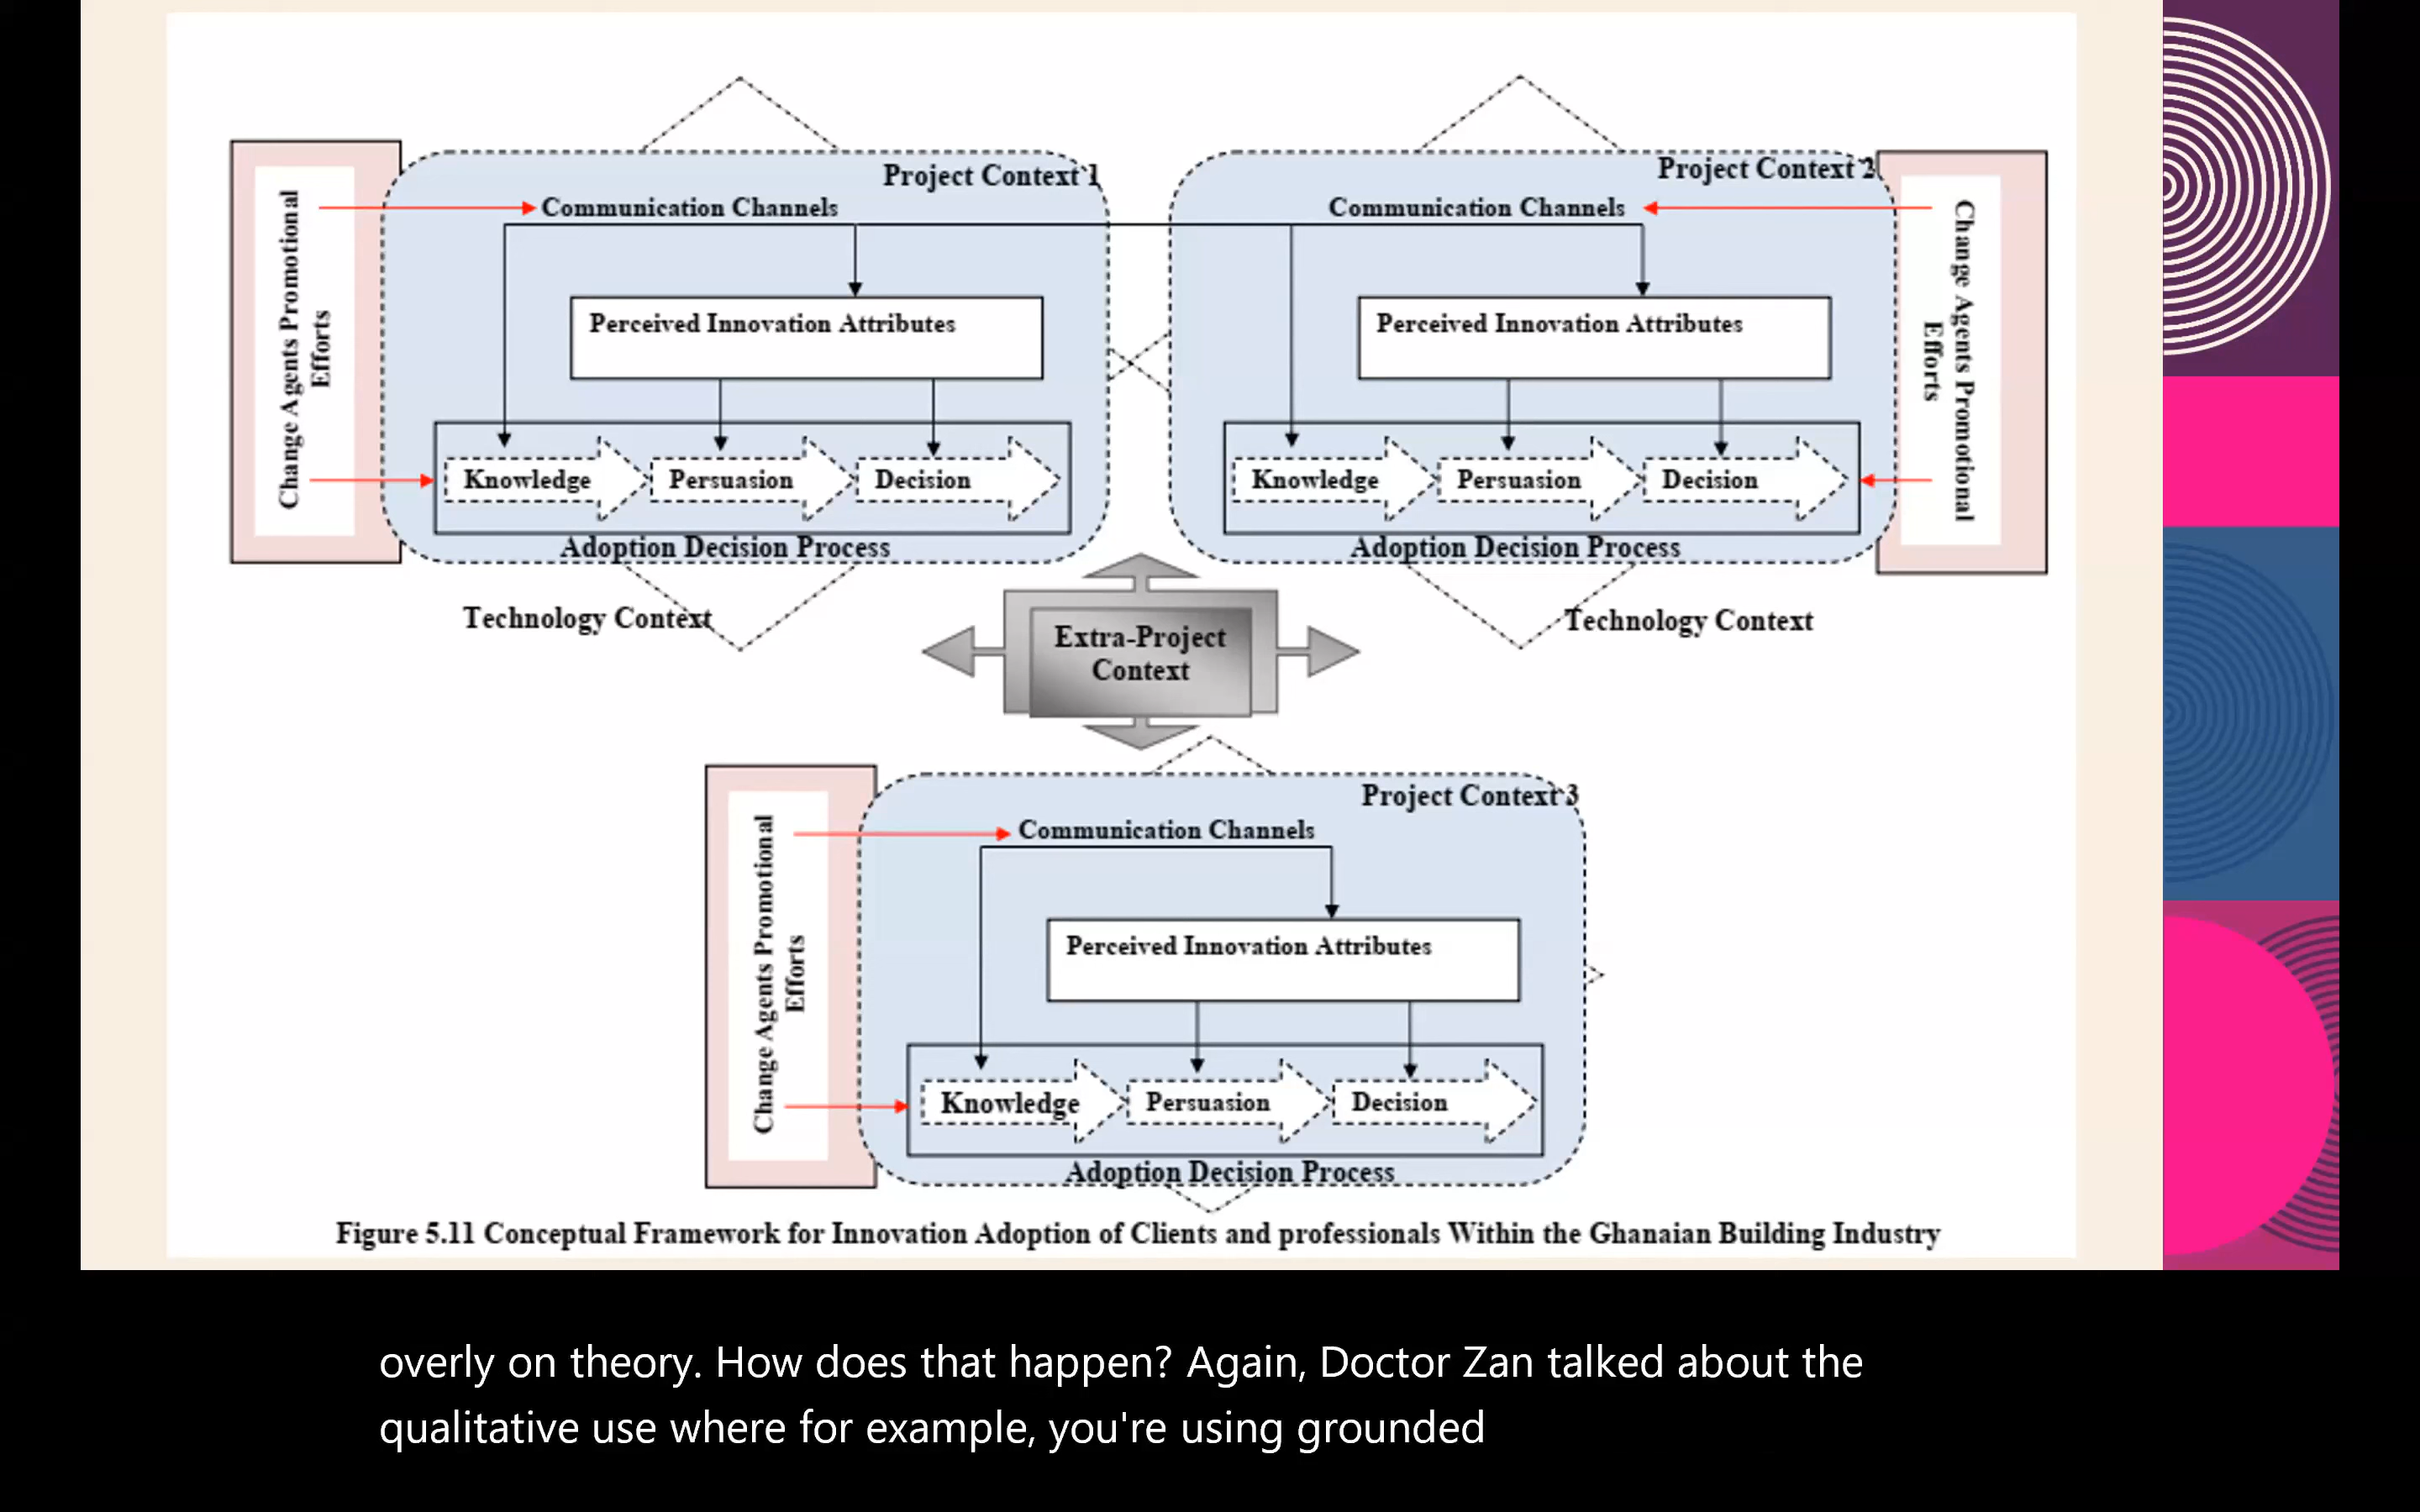 Project Context 1
Communication Channels
Change Agents Promotional
Efforts
Perceived Innovation Attributes
Knowledge
Persuasion
Decision
Adoption Decision Process
Technology Context
Project Context 2
Communication Channels
Change Agents Promotional
Efforts
Perceived Innovation Attributes
Knowledge
Persuasion
Decision
Adoption Decision Process
Technology Context
Extra-Project
Context
Project Context 3
Communication Channels
Change Agents Promotional
Efforts
Perceived Innovation Attributes
Knowledge
Persuasion
Decision
Adoption Decision Process
Figure 5.11 Conceptual Framework for Innovation Adoption of Clients and professionals Within the Ghanaian Building Industry
overly on theory. How does that happen? Again, Doctor Zan talked about the
qualitative use where for example, you're using grounded